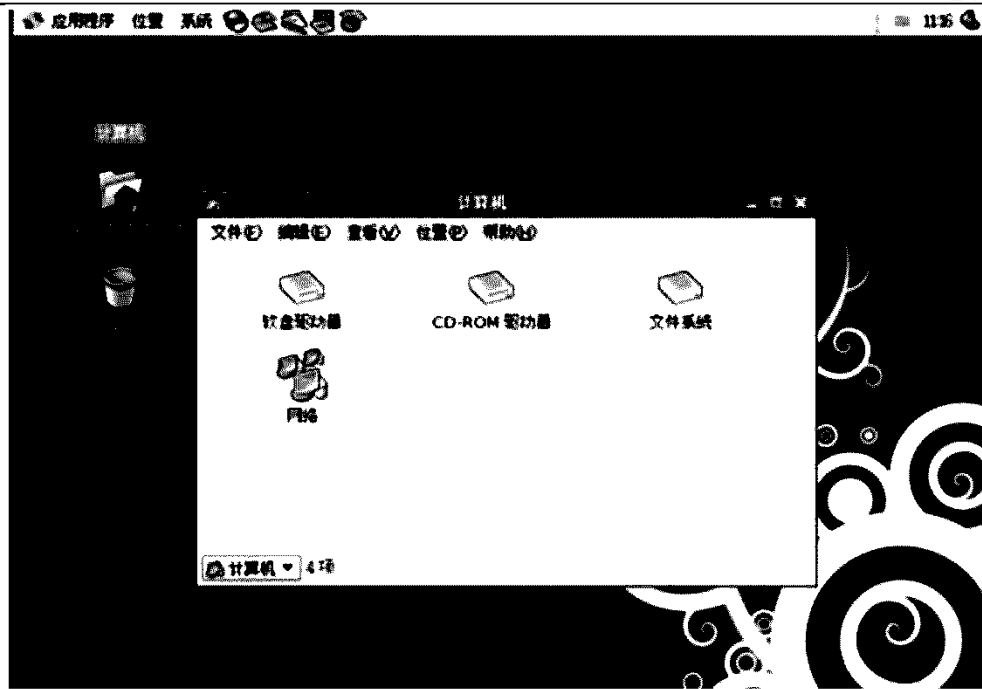 应用程序 位置 系统 11:36
计算机
计算机
文件(F) 编辑(E) 查看(V) 位置(P) 帮助(H)
软盘驱动器 CD-ROM 驱动器 文件系统
网络
计算机 4 项